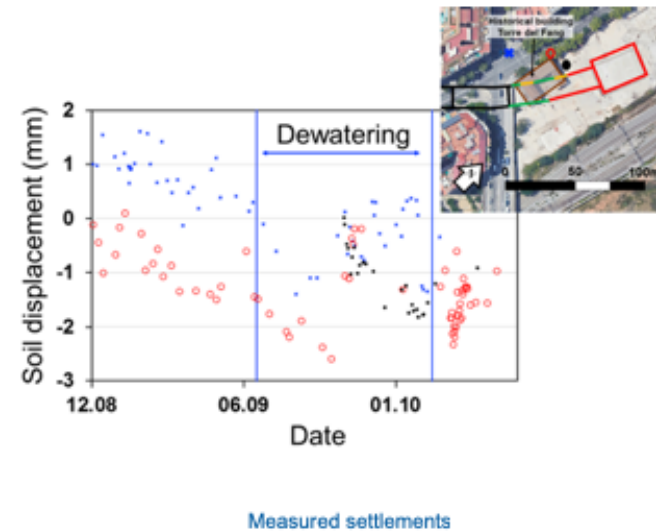 Historical building
Torre del Fang
0 50 100m
2
1
0
-1
-2
-3
Soil displacement (mm)
Dewatering
12.08 06.09 01.10
Date
Measured settlements